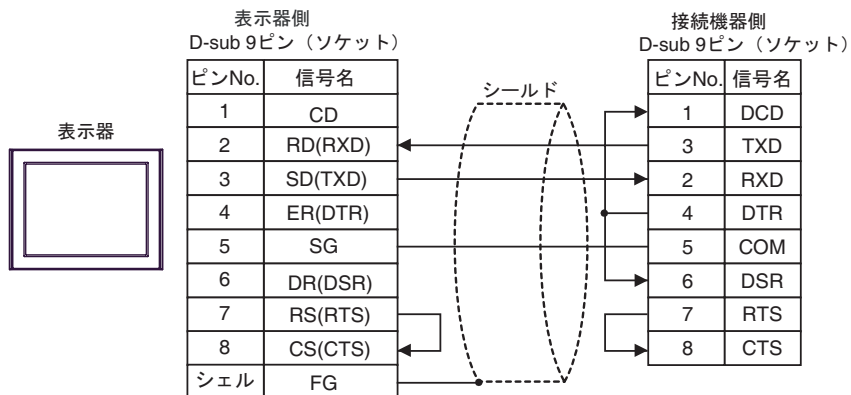 表示器側
D-sub 9ピン（ソケット）
接続機器側
D-sub 9ピン（ソケット）
表示器
シールド
ピンNo. 信号名
1 CD
2 RD(RXD)
3 SD(TXD)
4 ER(DTR)
5 SG
6 DR(DSR)
7 RS(RTS)
8 CS(CTS)
シェル FG
ピンNo. 信号名
1 DCD
3 TXD
2 RXD
4 DTR
5 COM
6 DSR
7 RTS
8 CTS